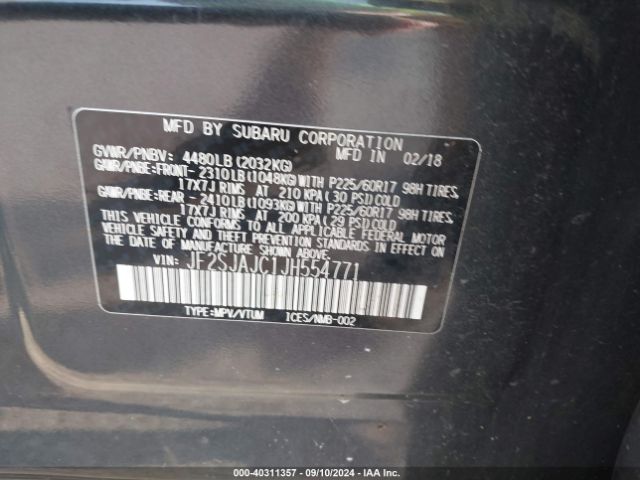 MFD BY SUBARU CORPORATION
MFD IN 02/18
GVWR/PNBV: 4480LB (2032KG)
GAWR/PNBE:FRONT- 2310LB(1048KG)WITH P225/60R17 98H TIRES,
17X7J RIMS AT 210 KPA ( 30 PSI) COLD
GAWR/PNBE:REAR - 2410LB(1093KG)WITH P225/60R17 98H TIRES,
17X7J RIMS AT 200 KPA (29 PSI) COLD
THIS VEHICLE CONFORMS TO ALL APPLICABLE FEDERAL MOTOR
VEHICLE SAFETY, BUMPER, AND THEFT PREVENTION STANDARDS IN EFFECT ON
THE DATE OF MANUFACTURE SHOWN ABOVE.
VIN: JF2SJAJC1JH554771
TYPE:MPV/VTUM ICES/NMB-002
000-40311357 - 09/10/2024 - IAA Inc.